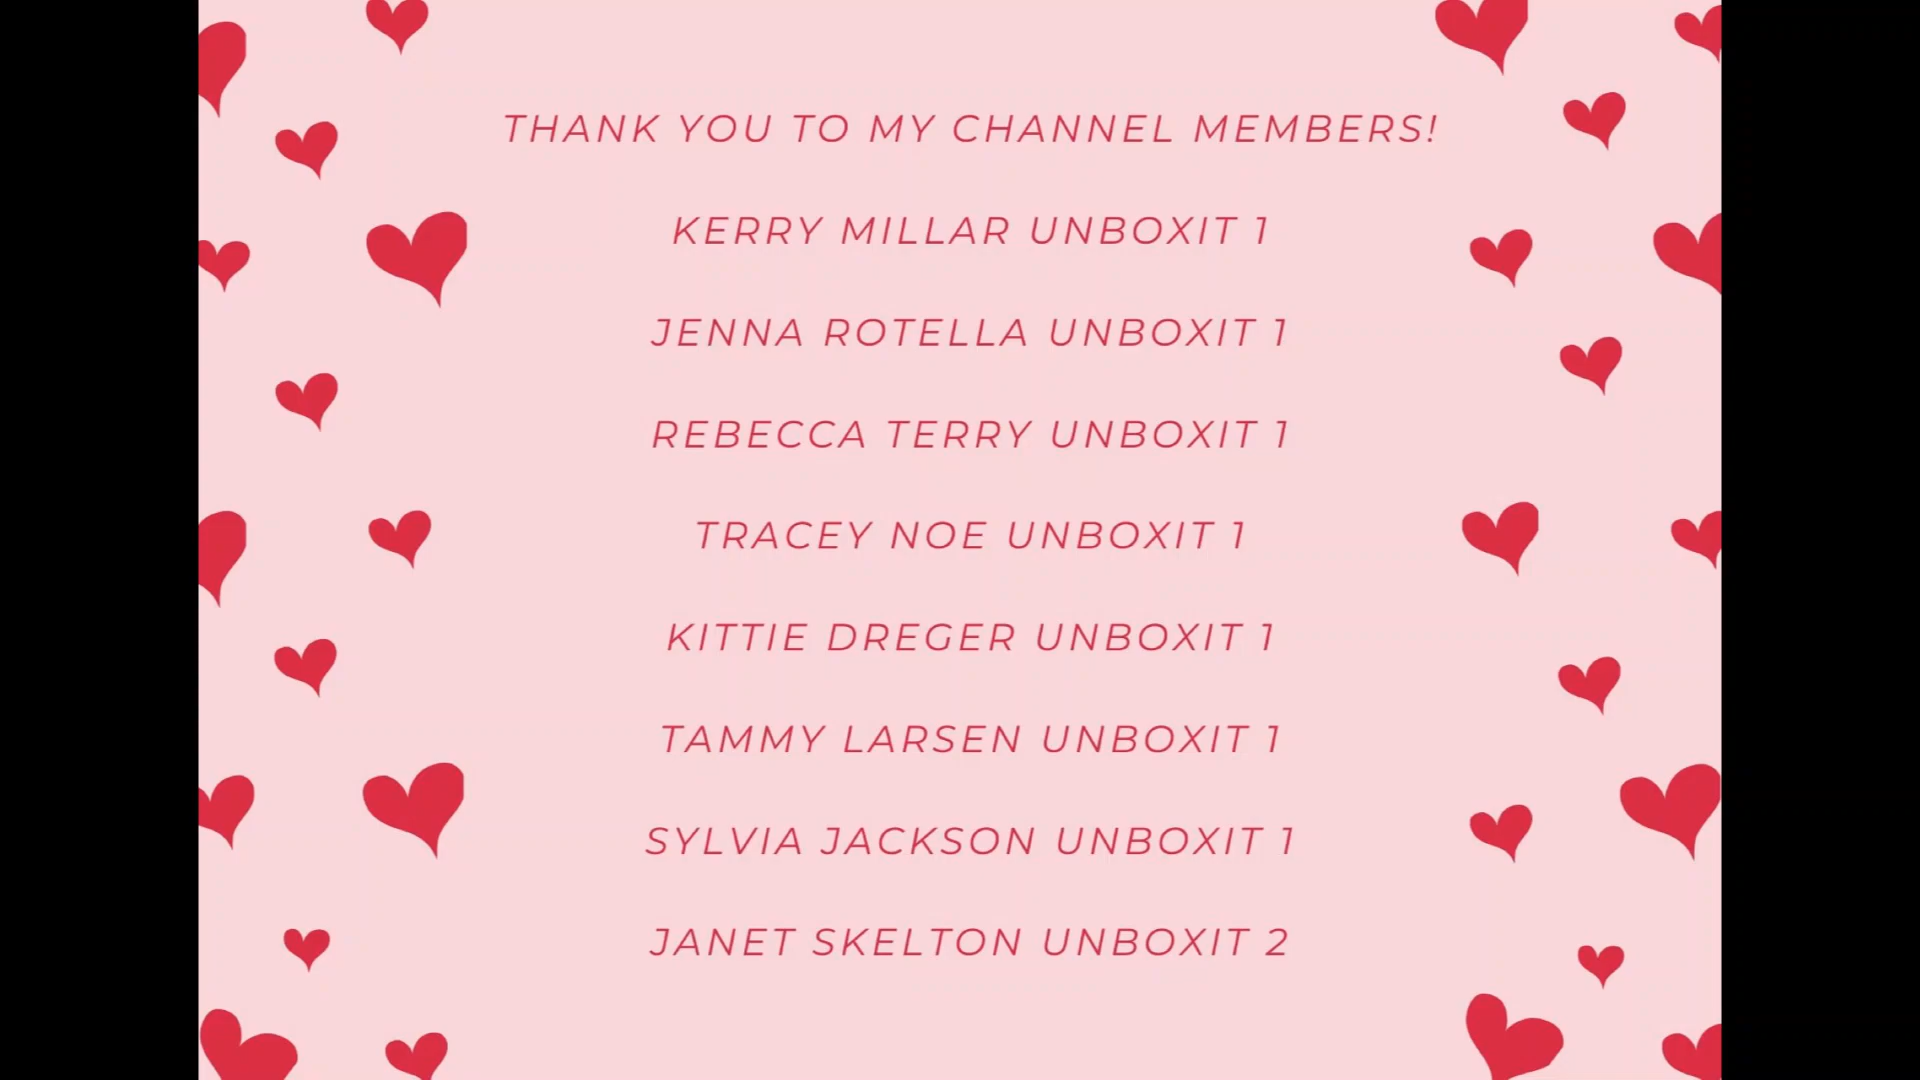 THANK YOU TO MY CHANNEL MEMBERS!
KERRY MILLAR UNBOXIT 1
JENNA ROTELLA UNBOXIT 1
REBECCA TERRY UNBOXIT 1
TRACEY NOE UNBOXIT 1
KITTIE DREGER UNBOXIT 1
TAMMY LARSEN UNBOXIT 1
SYLVIA JACKSON UNBOXIT 1
JANET SKELTON UNBOXIT 2